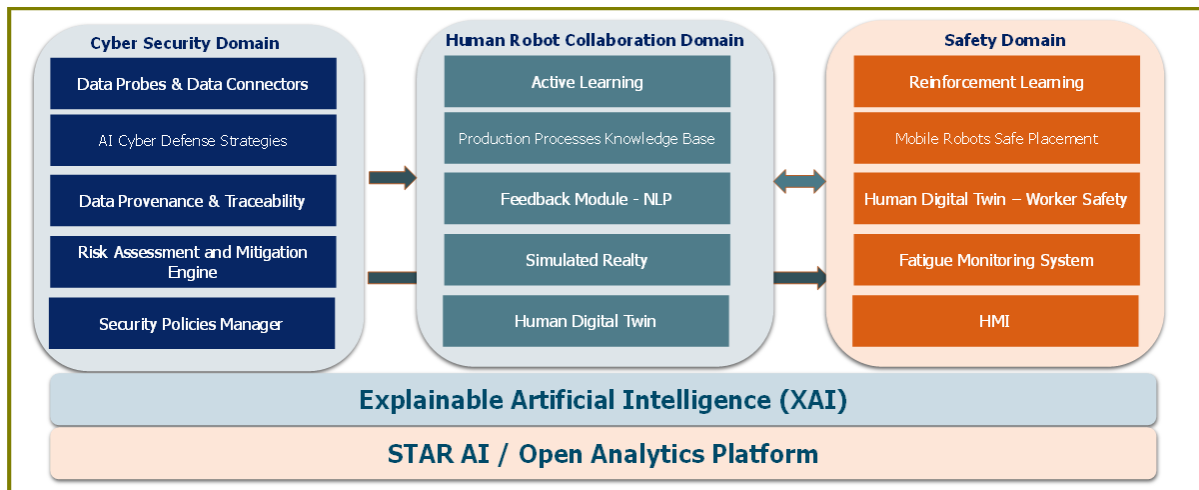 Cyber Security Domain
Data Probes & Data Connectors
AI Cyber Defense Strategies
Data Provenance & Traceability
Risk Assessment and Mitigation
Engine
Security Policies Manager
Human Robot Collaboration Domain
Active Learning
Production Processes Knowledge Base
Feedback Module - NLP
Simulated Realty
Human Digital Twin
Safety Domain
Reinforcement Learning
Mobile Robots Safe Placement
Human Digital Twin – Worker Safety
Fatigue Monitoring System
HMI
Explainable Artificial Intelligence (XAI)
STAR AI / Open Analytics Platform